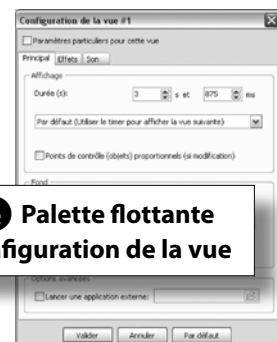 Configuration de la vue #1
Paramètres particuliers pour cette vue
Principal Effets Son
Affichage
Durée (s): 3 s et 875 ms
Par défaut (Utiliser le timer pour afficher la vue suivante)
Points de contrôle (objets) proportionnels (si modification)
Fond
Palette flottante
nfiguration de la vue
Options avancées
Lancer une application externe:
Valider Annuler Par défaut